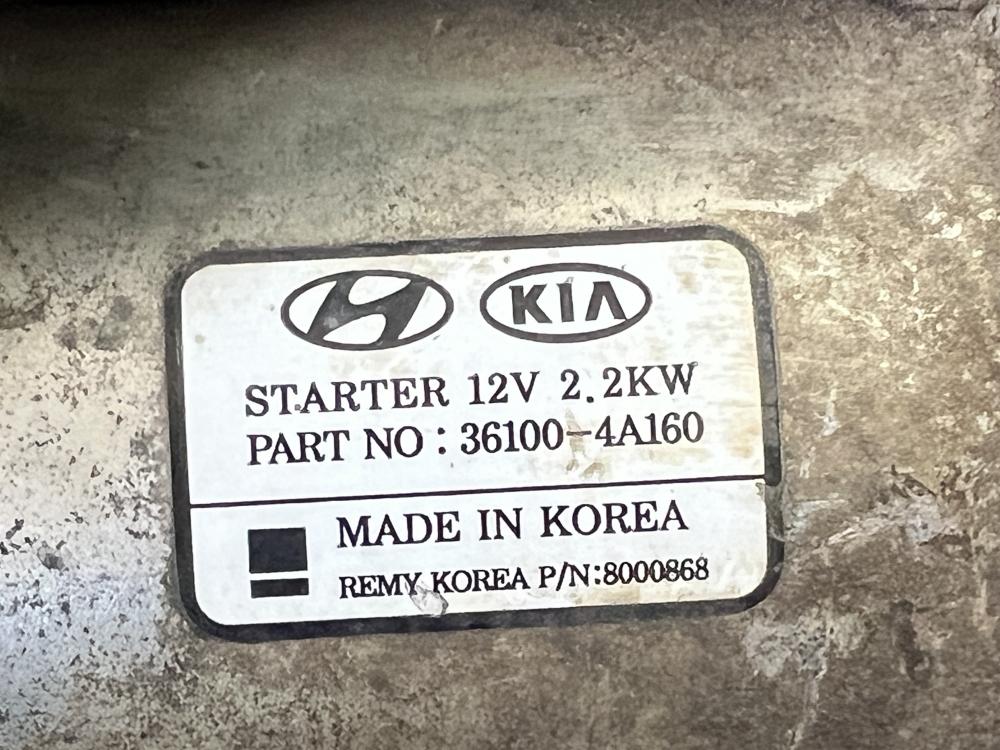 KIA
STARTER 12V 2.2KW
PART NO : 36100-4A160
MADE IN KOREA
REMY KOREA P/N:8000868